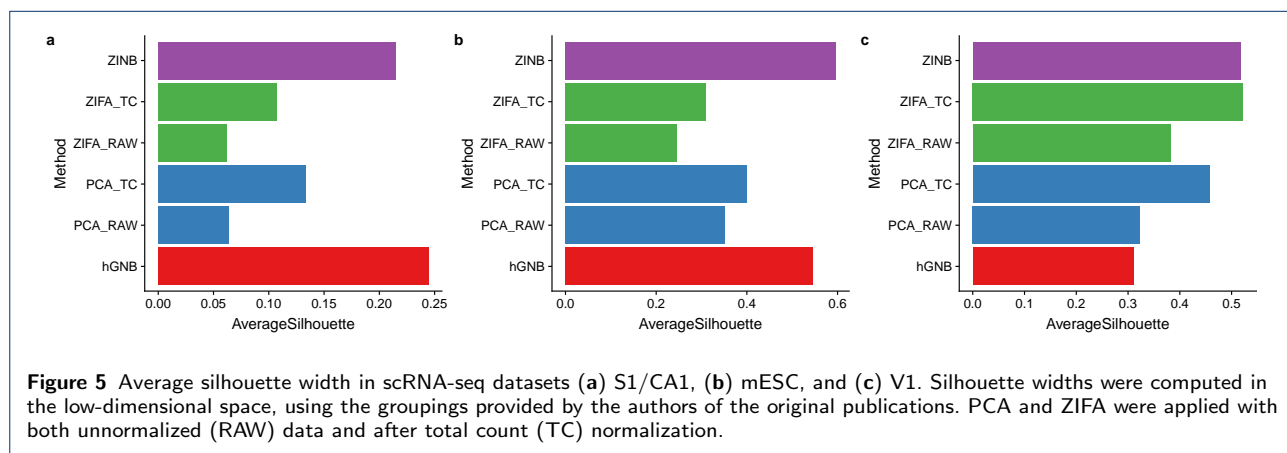 a
Method
ZINB
ZIFA_TC
ZIFA_RAW
PCA_TC
PCA_RAW
hGNB
0.00 0.05 0.10 0.15 0.20 0.25
AverageSilhouette
b
Method
ZINB
ZIFA_TC
ZIFA_RAW
PCA_TC
PCA_RAW
hGNB
0.0 0.2 0.4 0.6
AverageSilhouette
c
Method
ZINB
ZIFA_TC
ZIFA_RAW
PCA_TC
PCA_RAW
hGNB
0.0 0.1 0.2 0.3 0.4 0.5
AverageSilhouette
Figure 5 Average silhouette width in scRNA-seq datasets (a) S1/CA1, (b) mESC, and (c) V1. Silhouette widths were computed in
the low-dimensional space, using the groupings provided by the authors of the original publications. PCA and ZIFA were applied with
both unnormalized (RAW) data and after total count (TC) normalization.